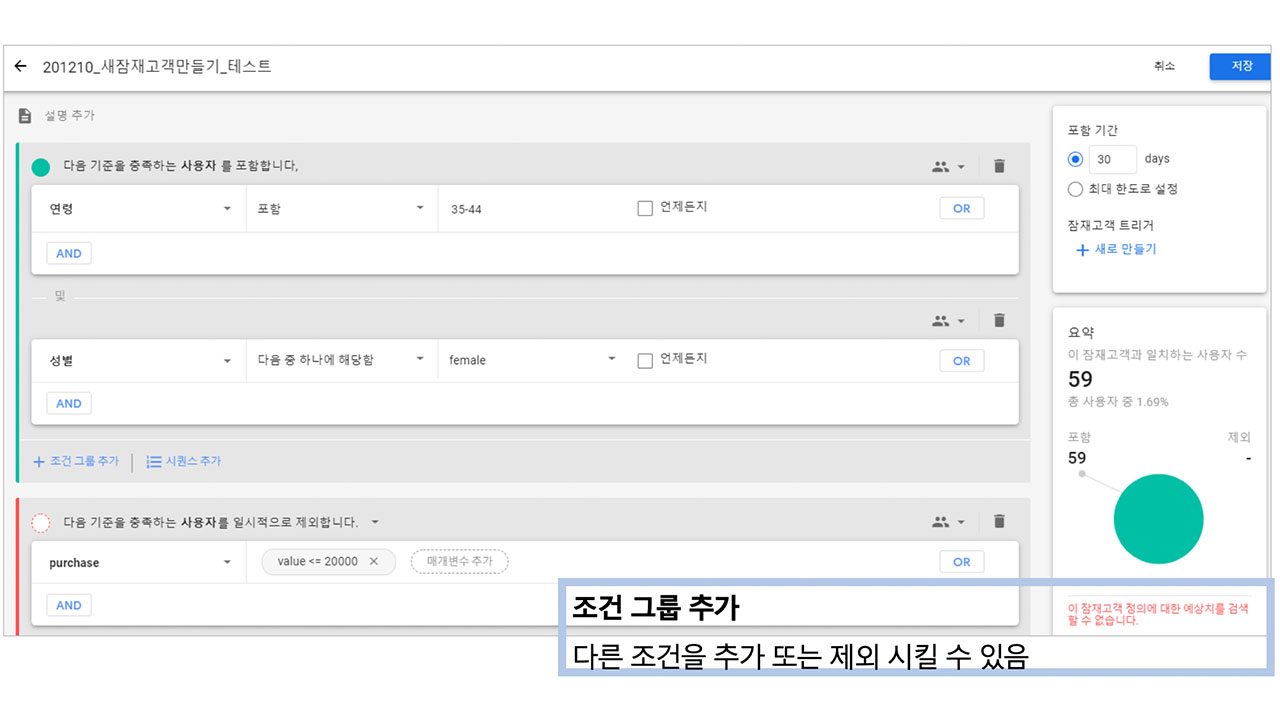 201210_새잠재고객만들기_테스트
취소
저장
설명 추가
다음 기준을 충족하는 사용자 를 포함합니다,
연령
포함
35-44
언제든지
OR
AND
및
성별
다음 중 하나에 해당함
female
언제든지
OR
AND
조건 그룹 추가
시퀀스 추가
다음 기준을 충족하는 사용자를 일시적으로 제외합니다.
purchase
value <= 20000
매개변수 추가
OR
AND
포함 기간
30 days
최대 한도로 설정
잠재고객 트리거
새로 만들기
요약
이 잠재고객과 일치하는 사용자 수
59
총 사용자 중 1.69%
포함
제외
59
-
이 잠재고객 정의에 대한 예상치를 검색
할 수 없습니다.
조건 그룹 추가
다른 조건을 추가 또는 제외 시킬 수 있음